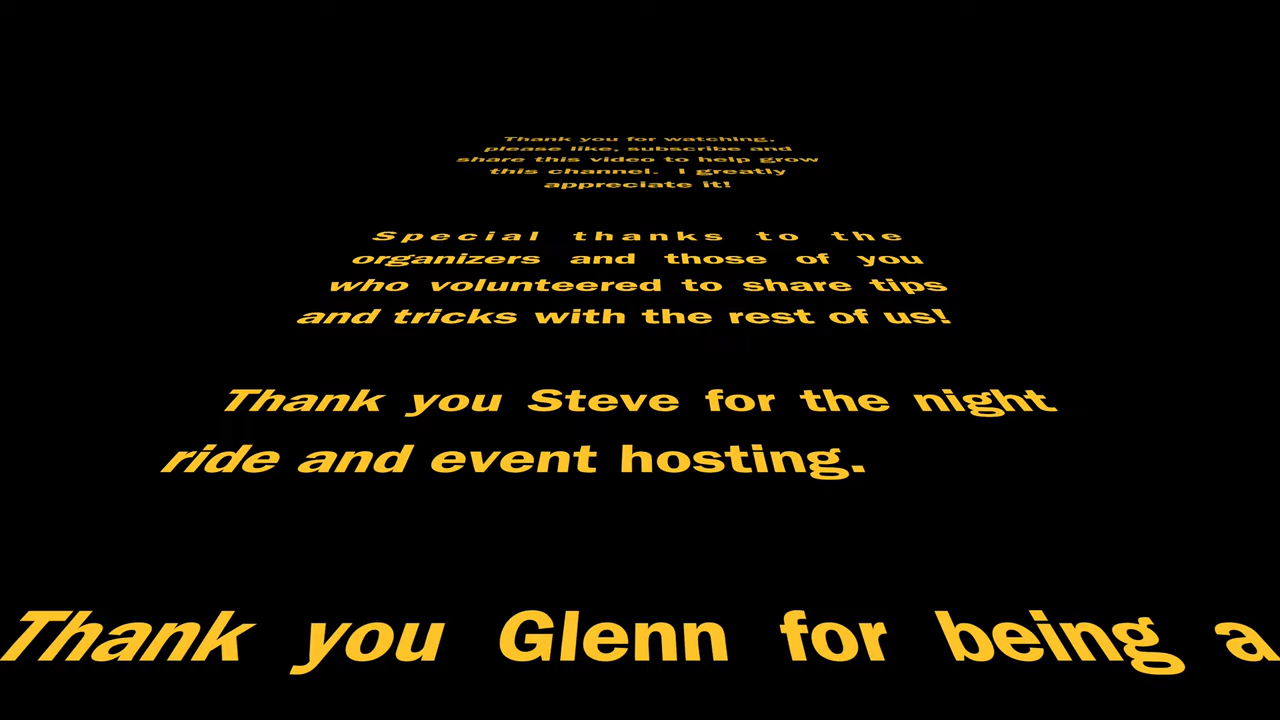 Thank you for watching,
please like, subscribe and
share this video to help grow
this channel. I greatly
appreciate it!
Special thanks to the
organizers and those of you
who volunteered to share tips
and tricks with the rest of us!
Thank you Steve for the night
ride and event hosting.
Thank you Glenn for being a